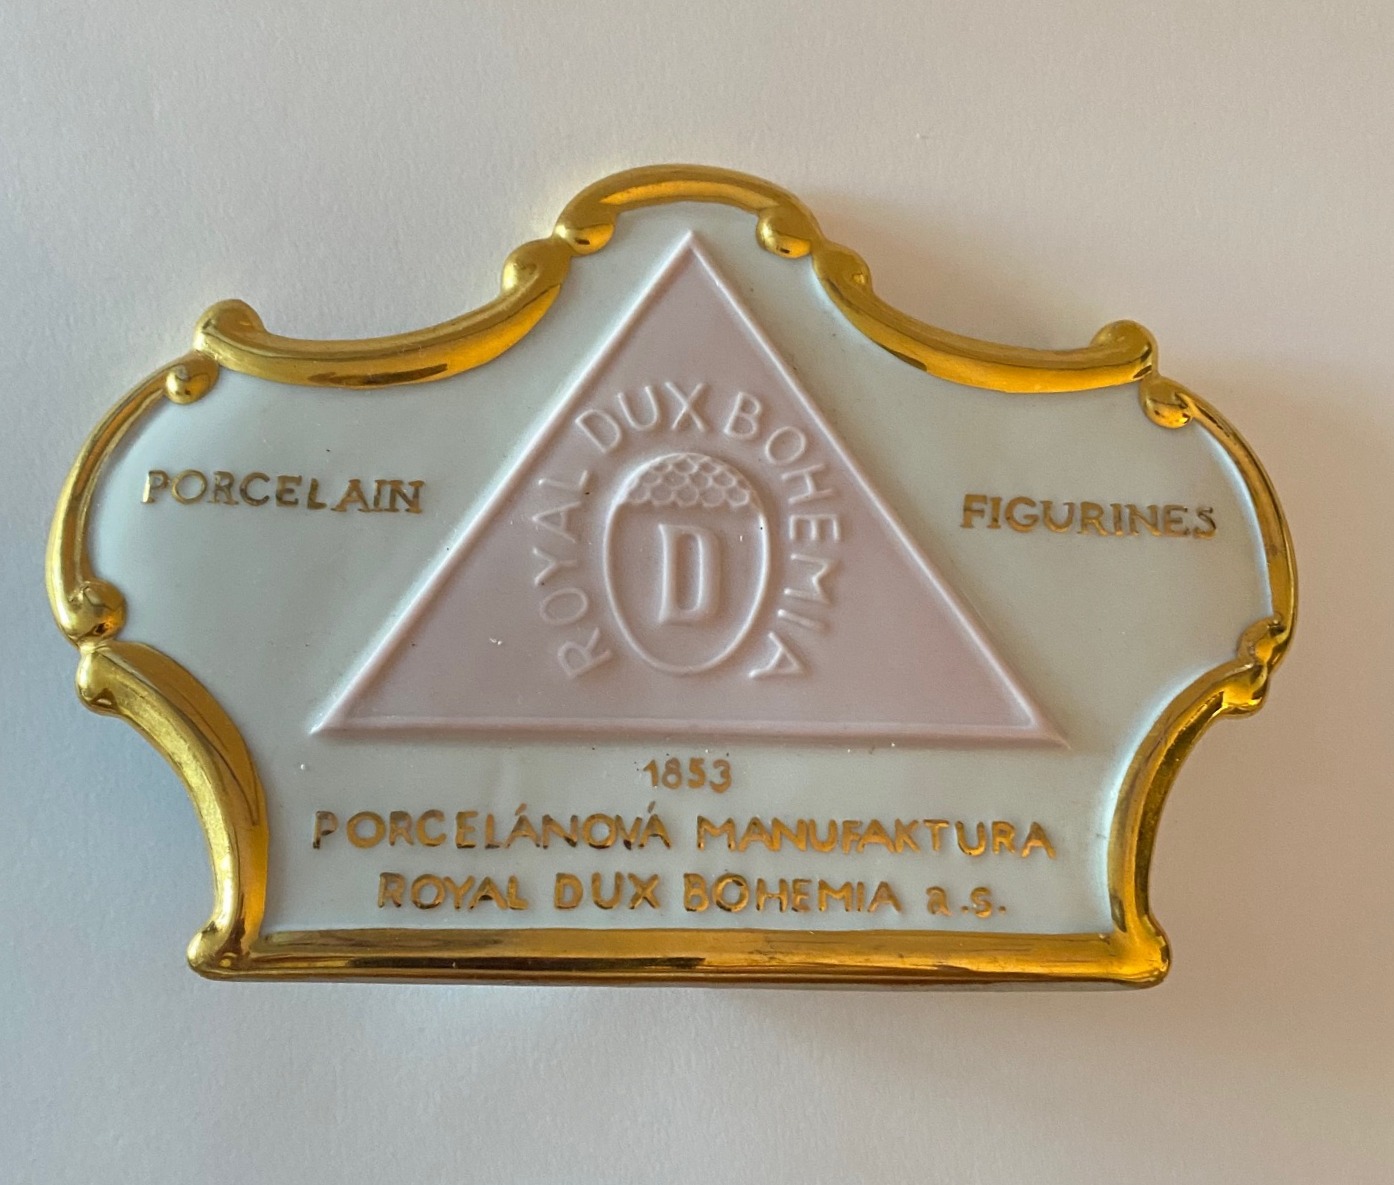 ROYAL DUX BOHEMIA
D
PORCELAIN
FIGURINES
1853
PORCELÁNOVÁ MANUFAKTURA
ROYAL DUX BOHEMIA a.s.